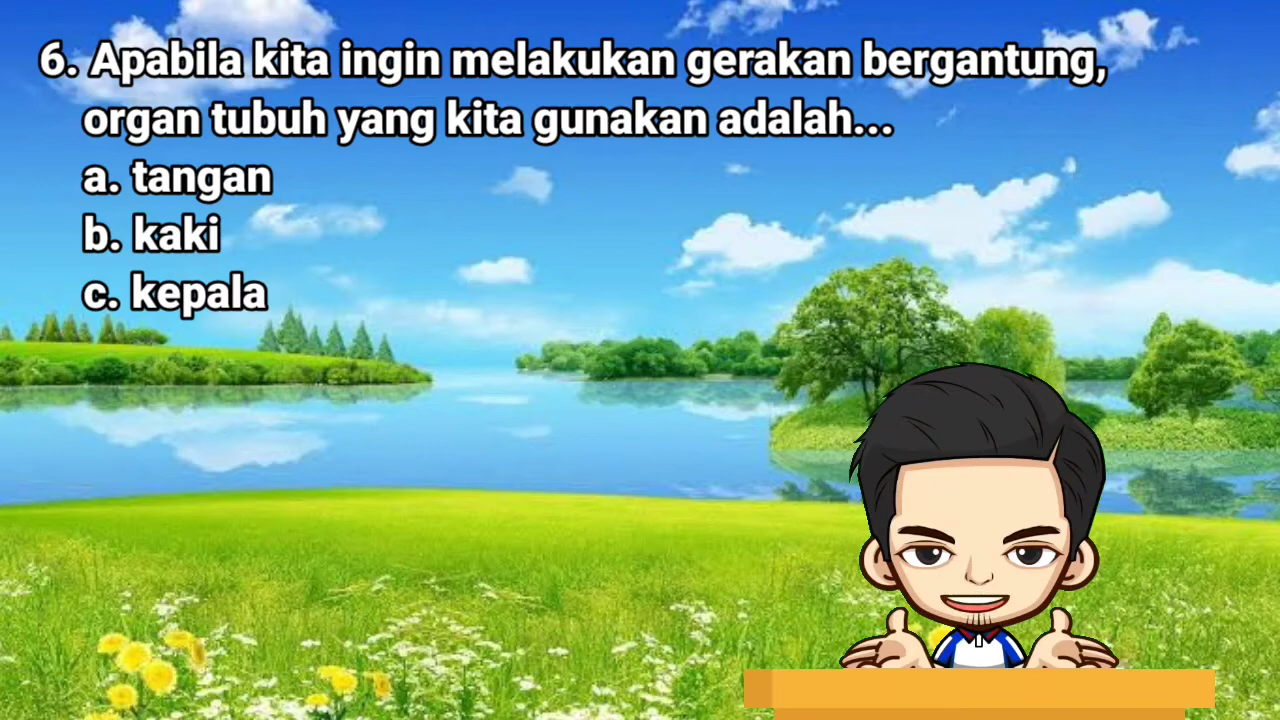 6. Apabila kita ingin melakukan gerakan bergantung,
organ tubuh yang kita gunakan adalah...
a. tangan
b. kaki
c. kepala